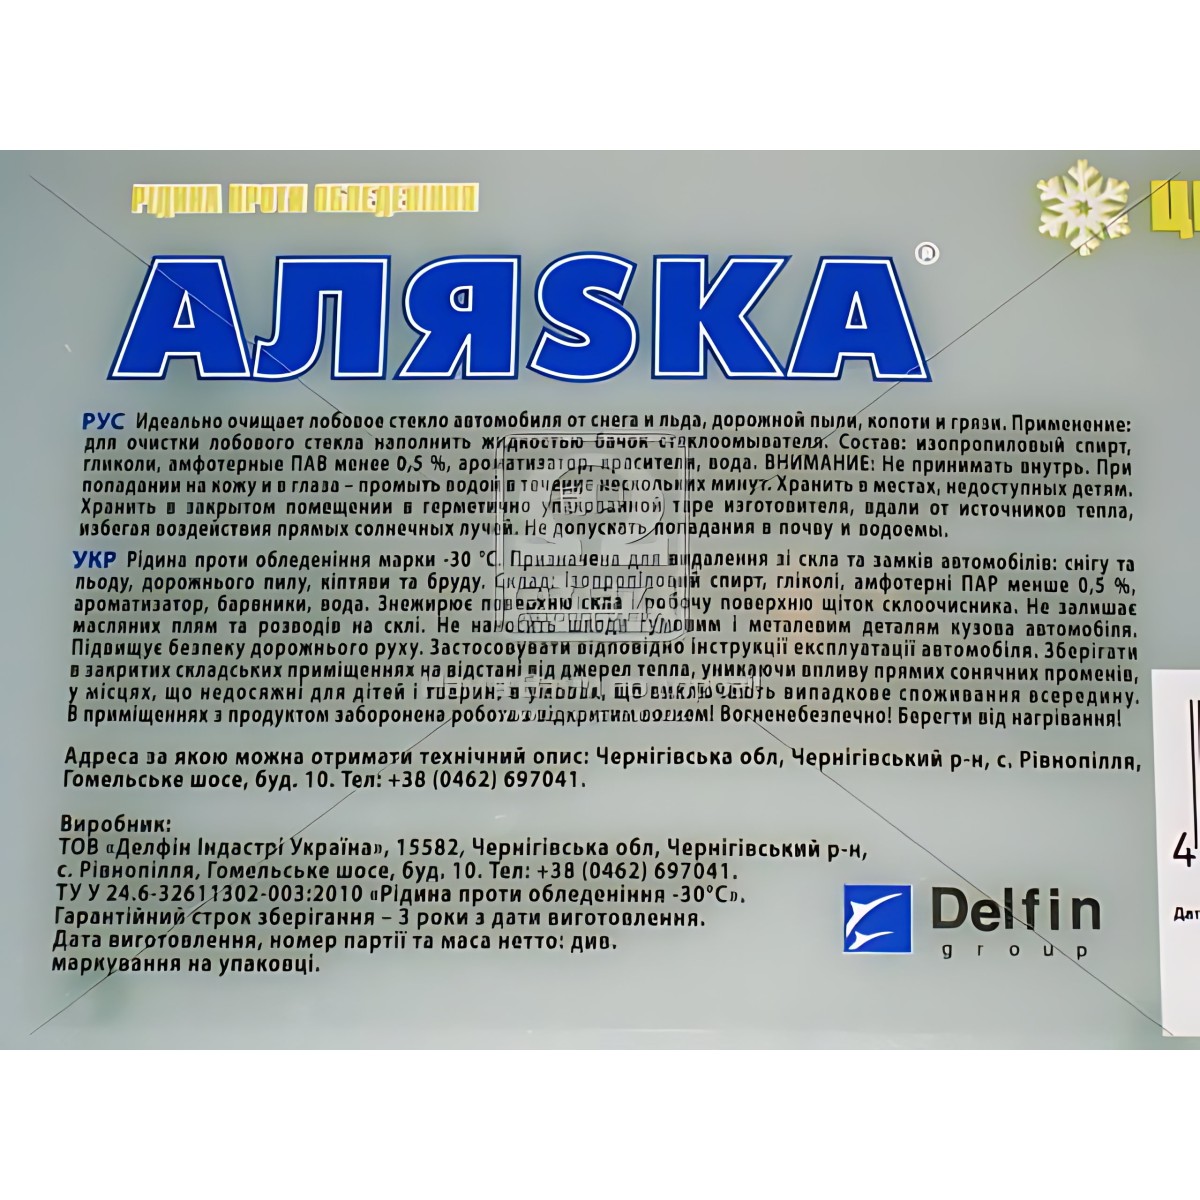 РІДИНА ПРОТИ ОБЛЕДЕНІННЯ
АЛЯSKA®
РУС Идеально очищает лобовое стекло автомобиля от снега и льда, дорожной пыли, копоти и грязи. Применение:
для очистки лобового стекла наполнить жидкостью бачок стеклоомывателя. Состав: изопропиловый спирт,
гликоли, амфотерные ПАВ менее 0,5 %, ароматизатор, красители, вода. ВНИМАНИЕ: Не принимать внутрь. При
попадании на кожу и в глаза – промыть водой в течение нескольких минут. Хранить в местах, недоступных детям.
Хранить в закрытом помещении в герметично упакованной таре изготовителя, вдали от источников тепла,
избегая воздействия прямых солнечных лучей. Не допускать попадания в почву и водоемы.
УКР Рідина проти обледеніння марки -30 °С. Призначена для видалення зі скла та замків автомобілів: снігу та
льоду, дорожнього пилу, кіптяви та бруду. Склад: Ізопропіловий спирт, гліколі, амфотерні ПАР менше 0,5 %,
ароматизатор, барвники, вода. Знежирює поверхню скла і робочу поверхню щіток склоочисника. Не залишає
масляних плям та розводів на склі. Не наносить шкоди гумовим і металевим деталям кузова автомобіля.
Підвищує безпеку дорожнього руху. Застосовувати відповідно інструкції експлуатації автомобіля. Зберігати
в закритих складських приміщеннях на відстані від джерел тепла, уникаючи впливу прямих сонячних променів,
у місцях, що недосяжні для дітей і тварин, в умовах, що виключають випадкове споживання всередину.
В приміщеннях з продуктом заборонена робота з відкритим вогнем! Вогненебезпечно! Берегти від нагрівання!
Адреса за якою можна отримати технічний опис: Чернігівська обл, Чернігівський р-н, с. Рівнопілля,
Гомельське шосе, буд. 10. Тел: +38 (0462) 697041.
Виробник:
ТОВ «Делфін Індастрі Україна», 15582, Чернігівська обл, Чернігівський р-н,
с. Рівнопілля, Гомельське шосе, буд. 10. Тел: +38 (0462) 697041.
ТУ У 24.6-32611302-003:2010 «Рідина проти обледеніння -30°С».
Гарантійний строк зберігання – 3 роки з дати виготовлення.
Дата виготовлення, номер партії та маса нетто: див.
маркування на упаковці.
Delfin
group
4